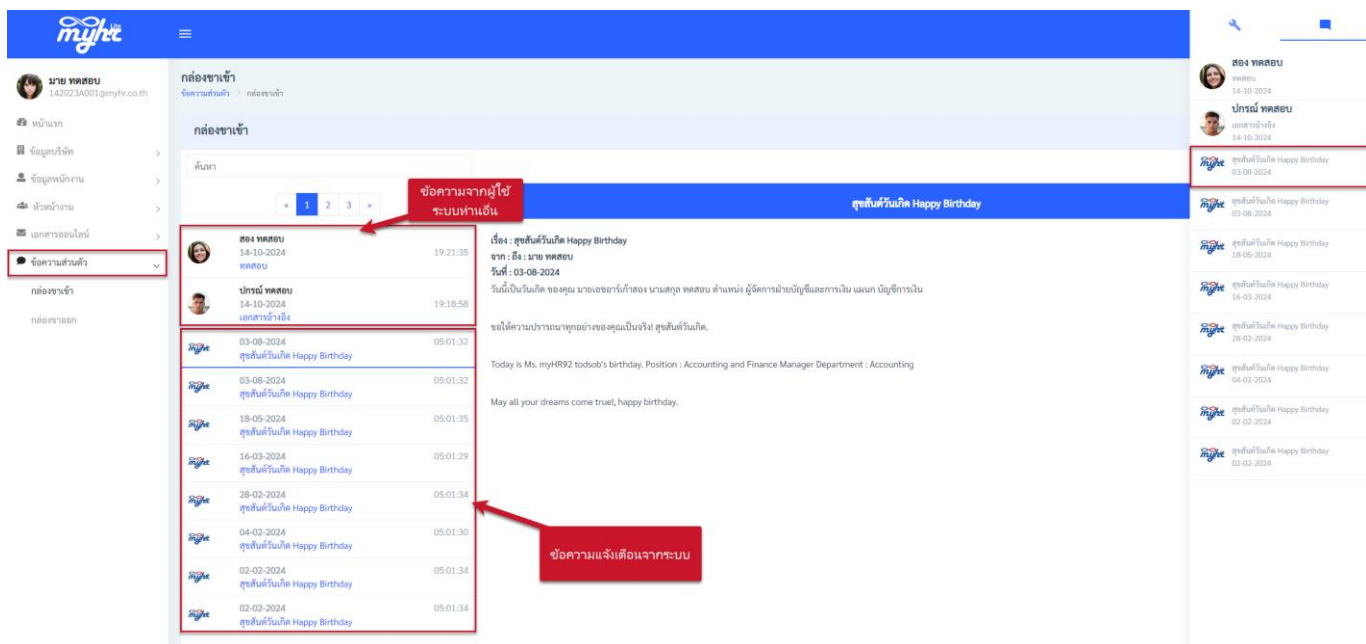 myhr Lite
มาย ทดสอบ
142023A001@myhr.co.th
หน้าแรก
ข้อมูลบริษัท
ข้อมูลพนักงาน
หัวหน้างาน
เอกสารออนไลน์
ข้อความส่วนตัว
กล่องขาเข้า
กล่องขาออก
กล่องขาเข้า
ข้อความส่วนตัว > กล่องขาเข้า
กล่องขาเข้า
ค้นหา
« 1 2 3 »
ข้อความจากผู้ใช้
ระบบท่านอื่น
สอง ทดสอบ
14-10-2024 19:21:35
ทดสอบ
ปกรณ์ ทดสอบ
14-10-2024 19:18:58
เอกสารอ้างอิง
myhr 03-08-2024 05:01:32
สุขสันต์วันเกิด Happy Birthday
myhr 03-08-2024 05:01:32
สุขสันต์วันเกิด Happy Birthday
myhr 18-05-2024 05:01:35
สุขสันต์วันเกิด Happy Birthday
myhr 16-03-2024 05:01:29
สุขสันต์วันเกิด Happy Birthday
myhr 28-02-2024 05:01:34
สุขสันต์วันเกิด Happy Birthday
myhr 04-02-2024 05:01:30
สุขสันต์วันเกิด Happy Birthday
myhr 02-02-2024 05:01:34
สุขสันต์วันเกิด Happy Birthday
myhr 02-02-2024 05:01:34
สุขสันต์วันเกิด Happy Birthday
สุขสันต์วันเกิด Happy Birthday
เรื่อง : สุขสันต์วันเกิด Happy Birthday
จาก : ถึง : มาย ทดสอบ
วันที่ : 03-08-2024
วันนี้เป็นวันเกิด ของคุณ มายเอชอาร์เก้าสอง นามสกุล ทดสอบ ตำแหน่ง ผู้จัดการฝ่ายบัญชีและการเงิน แผนก บัญชีการเงิน
ขอให้ความปรารถนาทุกอย่างของคุณเป็นจริง! สุขสันต์วันเกิด.
Today is Ms. myHR92 todsob's birthday. Position : Accounting and Finance Manager Department : Accounting
May all your dreams come true!, happy birthday.
ข้อความแจ้งเตือนจากระบบ
สอง ทดสอบ
ทดสอบ
14-10-2024
ปกรณ์ ทดสอบ
เอกสารอ้างอิง
14-10-2024
myhr สุขสันต์วันเกิด Happy Birthday
03-08-2024
myhr สุขสันต์วันเกิด Happy Birthday
03-08-2024
myhr สุขสันต์วันเกิด Happy Birthday
18-05-2024
myhr สุขสันต์วันเกิด Happy Birthday
16-03-2024
myhr สุขสันต์วันเกิด Happy Birthday
28-02-2024
myhr สุขสันต์วันเกิด Happy Birthday
04-02-2024
myhr สุขสันต์วันเกิด Happy Birthday
02-02-2024
myhr สุขสันต์วันเกิด Happy Birthday
02-02-2024